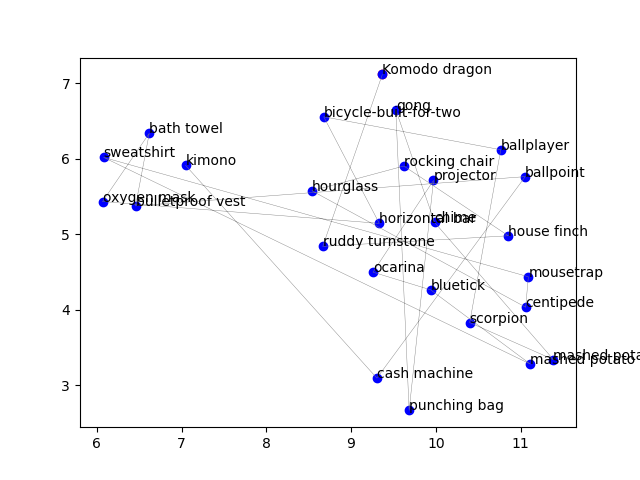 7
6
5
4
3
6
7
8
9
10
11
Komodo dragon
gong
bicycle-built-for-two
bath towel
ballplayer
sweatshirt
kimono
rocking chair
projector
ballpoint
hourglass
oxygen mask
bulletproof vest
horizontal bar
chime
house finch
ruddy turnstone
ocarina
mousetrap
bluetick
centipede
scorpion
mashed pota
mashed potato
cash machine
punching bag